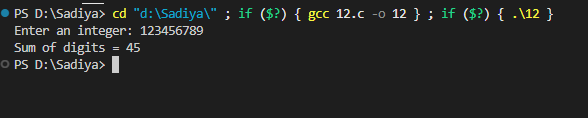 PS D:\Sadiya> cd "d:\Sadiya\" ; if ($?) { gcc 12.c -o 12 } ; if ($?) { .\12 }
Enter an integer: 123456789
Sum of digits = 45
PS D:\Sadiya>